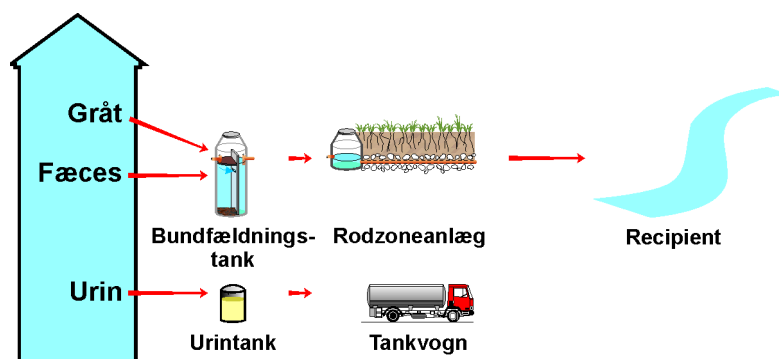 Gråt
Fæces
Bundfældnings-
tank
Rodzoneanlæg
Recipient
Urin
Urintank
Tankvogn